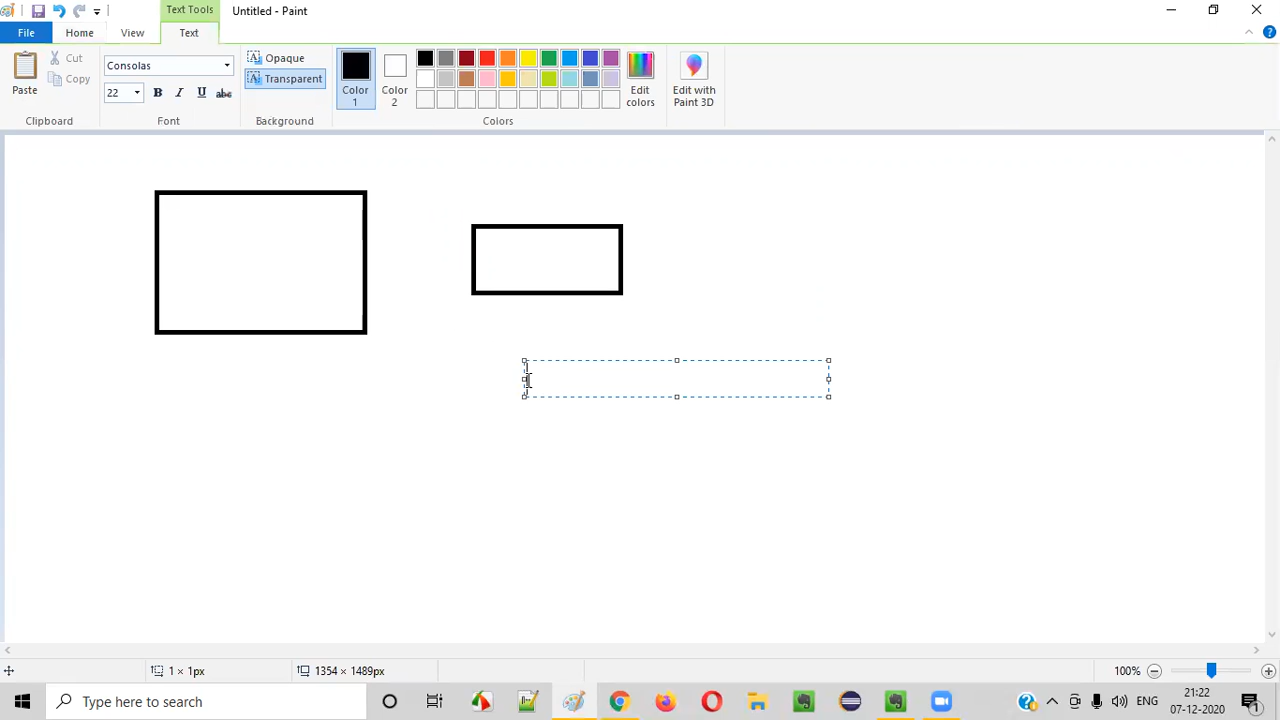 Text Tools
Untitled - Paint
File
Home
View
Text
Paste
Cut
Copy
Clipboard
Consolas
22
B
I
U
abc
Font
Opaque
Transparent
Background
Color
1
Color
2
Edit
colors
Colors
Edit with
Paint 3D
1 × 1px
1354 × 1489px
100%
Type here to search
ENG
21:22
07-12-2020
1